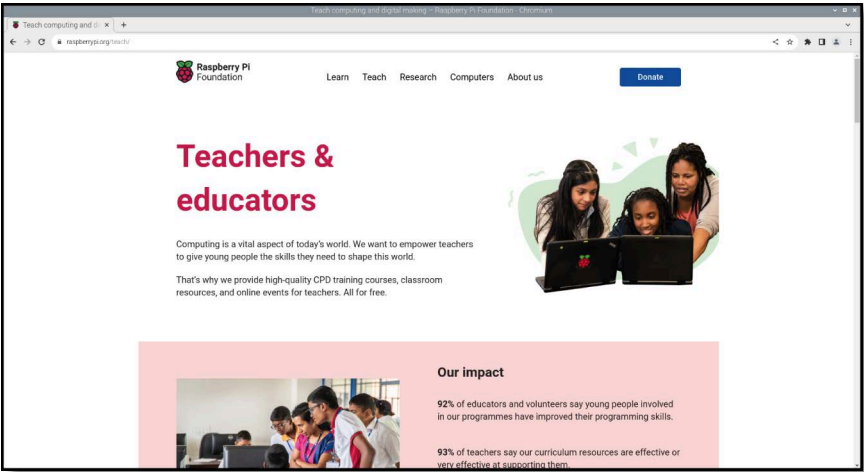 Teach computing and digital making – Raspberry Pi Foundation - Chromium
Teach computing and di
raspberrypi.org/teach/
Raspberry Pi
Foundation
Learn Teach Research Computers About us Donate
Teachers &
educators
Computing is a vital aspect of today's world. We want to empower teachers
to give young people the skills they need to shape this world.
That's why we provide high-quality CPD training courses, classroom
resources, and online events for teachers. All for free.
Our impact
92% of educators and volunteers say young people involved
in our programmes have improved their programming skills.
93% of teachers say our curriculum resources are effective or
very effective at supporting them.